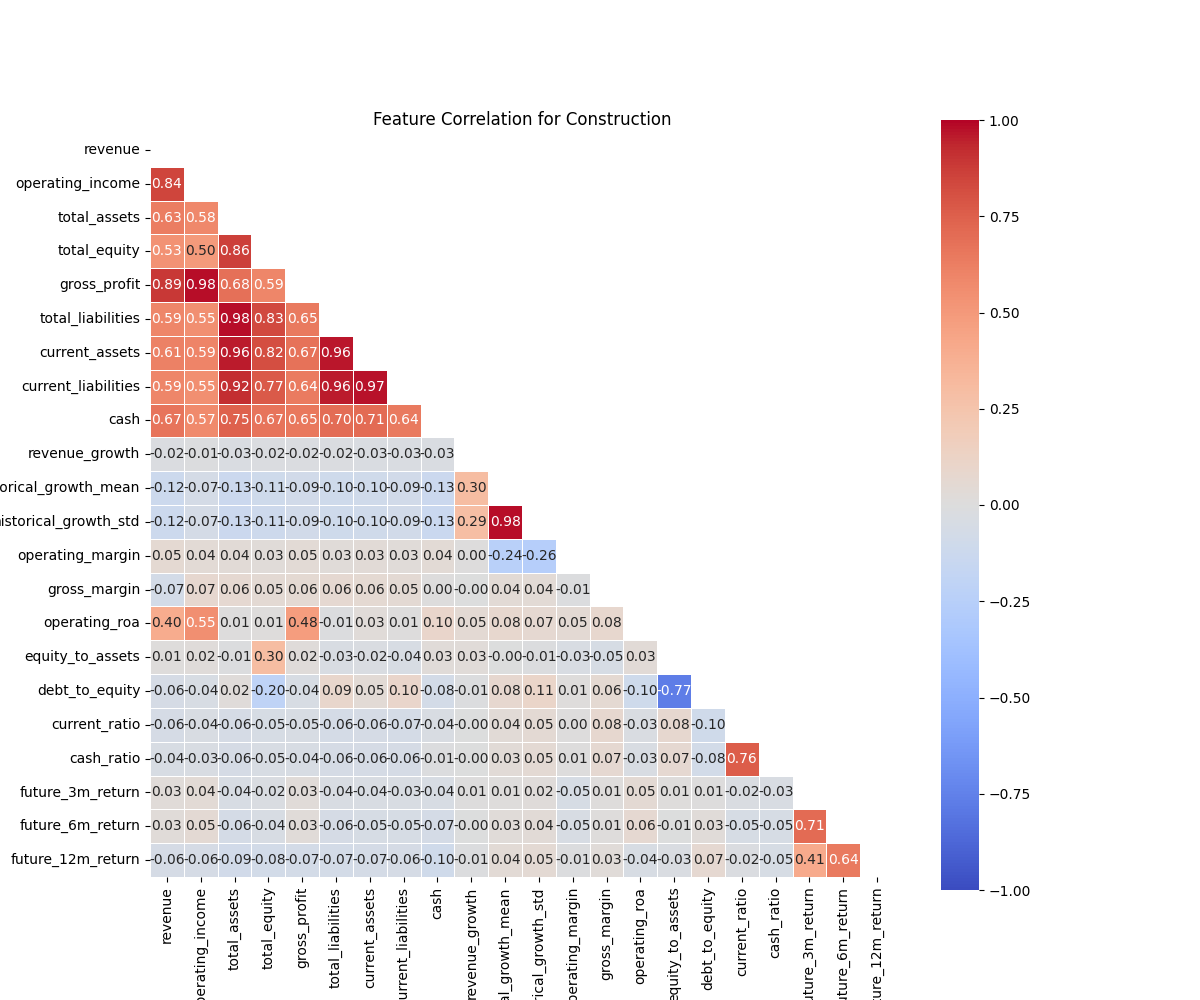 Feature Correlation for Construction
revenue
operating_income 0.84
total_assets 0.63 0.58
total_equity 0.53 0.50 0.86
gross_profit 0.89 0.98 0.68 0.59
total_liabilities 0.59 0.55 0.98 0.83 0.65
current_assets 0.61 0.59 0.96 0.82 0.67 0.96
current_liabilities 0.59 0.55 0.92 0.77 0.64 0.96 0.97
cash 0.67 0.57 0.75 0.67 0.65 0.70 0.71 0.64
revenue_growth -0.02 -0.01 -0.03 -0.02 -0.02 -0.02 -0.03 -0.03 -0.03
orical_growth_mean -0.12 -0.07 -0.13 -0.11 -0.09 -0.10 -0.10 -0.09 -0.13 0.30
istorical_growth_std -0.12 -0.07 -0.13 -0.11 -0.09 -0.10 -0.10 -0.09 -0.13 0.29 0.98
operating_margin 0.05 0.04 0.04 0.03 0.05 0.03 0.03 0.03 0.04 0.00 -0.24 -0.26
gross_margin -0.07 0.07 0.06 0.05 0.06 0.06 0.06 0.05 0.00 -0.00 0.04 0.04 -0.01
operating_roa 0.40 0.55 0.01 0.01 0.48 -0.01 0.03 0.01 0.10 0.05 0.08 0.07 0.05 0.08
equity_to_assets 0.01 0.02 -0.01 0.30 0.02 -0.03 -0.02 -0.04 0.03 0.03 -0.00 -0.01 -0.03 -0.05 0.03
debt_to_equity -0.06 -0.04 0.02 -0.20 -0.04 0.09 0.05 0.10 -0.08 -0.01 0.08 0.11 0.01 0.06 -0.10 -0.77
current_ratio -0.06 -0.04 -0.06 -0.05 -0.05 -0.06 -0.06 -0.07 -0.04 -0.00 0.04 0.05 0.00 0.08 -0.03 0.08 -0.10
cash_ratio -0.04 -0.03 -0.06 -0.05 -0.04 -0.06 -0.06 -0.06 -0.01 -0.00 0.03 0.05 0.01 0.07 -0.03 0.07 -0.08 0.76
future_3m_return 0.03 0.04 -0.04 -0.02 0.03 -0.04 -0.03 -0.03 -0.04 0.01 0.01 0.02 -0.05 0.01 0.05 0.01 0.01 -0.02 -0.03
future_6m_return 0.03 0.05 -0.06 -0.04 0.03 -0.06 -0.05 -0.05 -0.07 -0.00 0.03 0.04 -0.05 0.01 0.06 -0.01 0.03 -0.05 -0.05 0.71
future_12m_return -0.06 -0.06 -0.09 -0.08 -0.07 -0.07 -0.07 -0.06 -0.10 -0.01 0.04 0.05 -0.01 0.03 -0.04 -0.03 0.07 -0.02 -0.05 0.41 0.64
revenue
perating_income
total_assets
total_equity
gross_profit
total_liabilities
current_assets
urrent_liabilities
cash
revenue_growth
al_growth_mean
rical_growth_std
perating_margin
gross_margin
operating_roa
equity_to_assets
debt_to_equity
current_ratio
cash_ratio
uture_3m_return
uture_6m_return
ure_12m_return
1.00
0.75
0.50
0.25
0.00
−0.25
−0.50
−0.75
−1.00